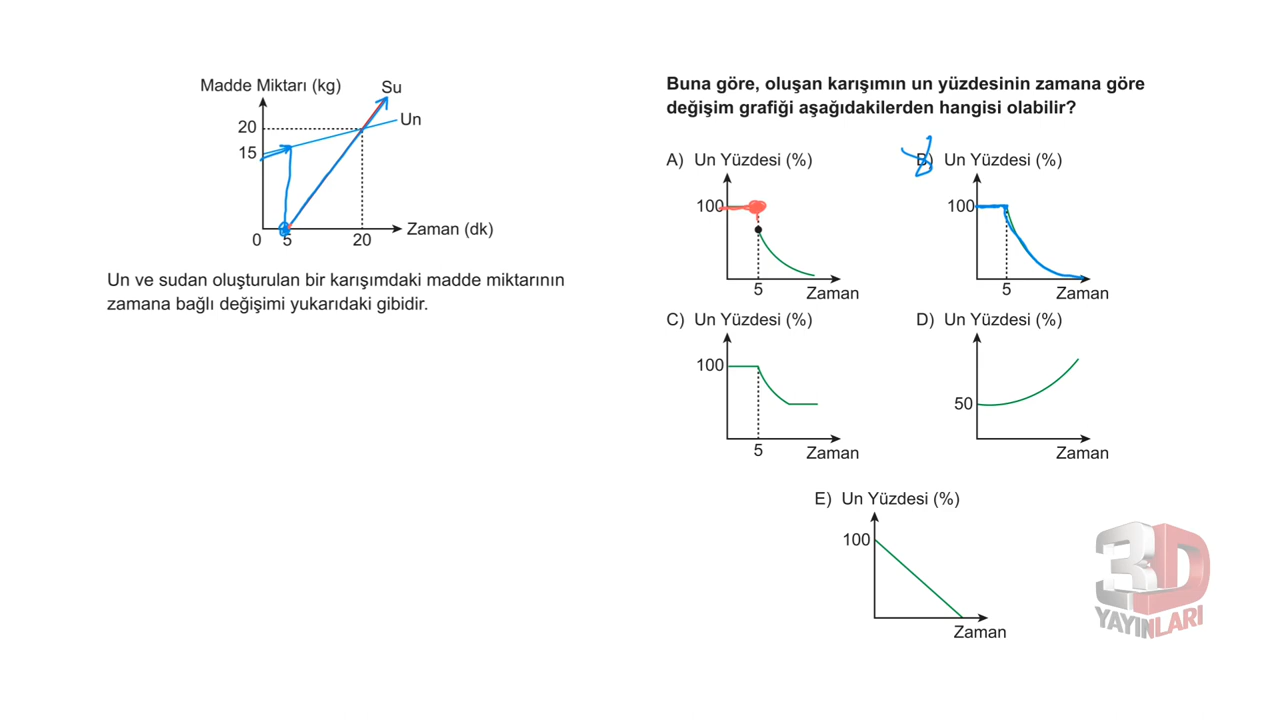 Madde Miktarı (kg)
Su
Un
20
15
0
5
20
Zaman (dk)
Un ve sudan oluşturulan bir karışımdaki madde miktarının
zamana bağlı değişimi yukarıdaki gibidir.
Buna göre, oluşan karışımın un yüzdesinin zamana göre
değişim grafiği aşağıdakilerden hangisi olabilir?
A) Un Yüzdesi (%)
100
5
Zaman
B) Un Yüzdesi (%)
100
5
Zaman
C) Un Yüzdesi (%)
100
5
Zaman
D) Un Yüzdesi (%)
50
Zaman
E) Un Yüzdesi (%)
100
Zaman
3D
YAYINLARI